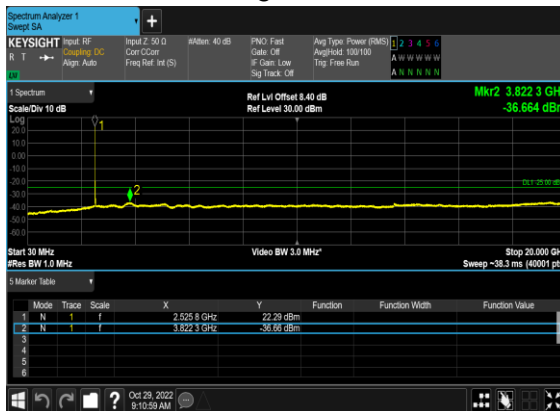 Spectrum Analyzer 1
Swept SA
KEYSIGHT Input: RF Input Z: 50 Ω #Atten: 40 dB PNO: Fast Avg Type: Power (RMS) 1 2 3 4 5 6
R T Coupling: DC Corr CCorr Gate: Off Avg|Hold: 100/100 A W W W W W
Align: Auto Freq Ref: Int (S) IF Gain: Low Trig: Free Run
Sig Track: Off A N N N N N
1 Spectrum Ref Lvl Offset 8.40 dB Mkr2 3.822 3 GH
Scale/Div 10 dB Ref Level 30.00 dBm -36.664 dBr
Log
20.0
10.0
0.00
-10.0
-20.0
-30.0
-40.0
-50.0
-60.0
1
2
DL1 -25.00 dB
Start 30 MHz Video BW 3.0 MHz* Stop 20.000 GH
#Res BW 1.0 MHz Sweep ~38.3 ms (40001 pt
5 Marker Table
Mode Trace Scale X Y Function Function Width Function Value
1 N 1 f 2.525 8 GHz 22.29 dBm
2 N 1 f 3.822 3 GHz -36.66 dBm
3
4
5
6
? Oct 29, 2022
9:10:59 AM